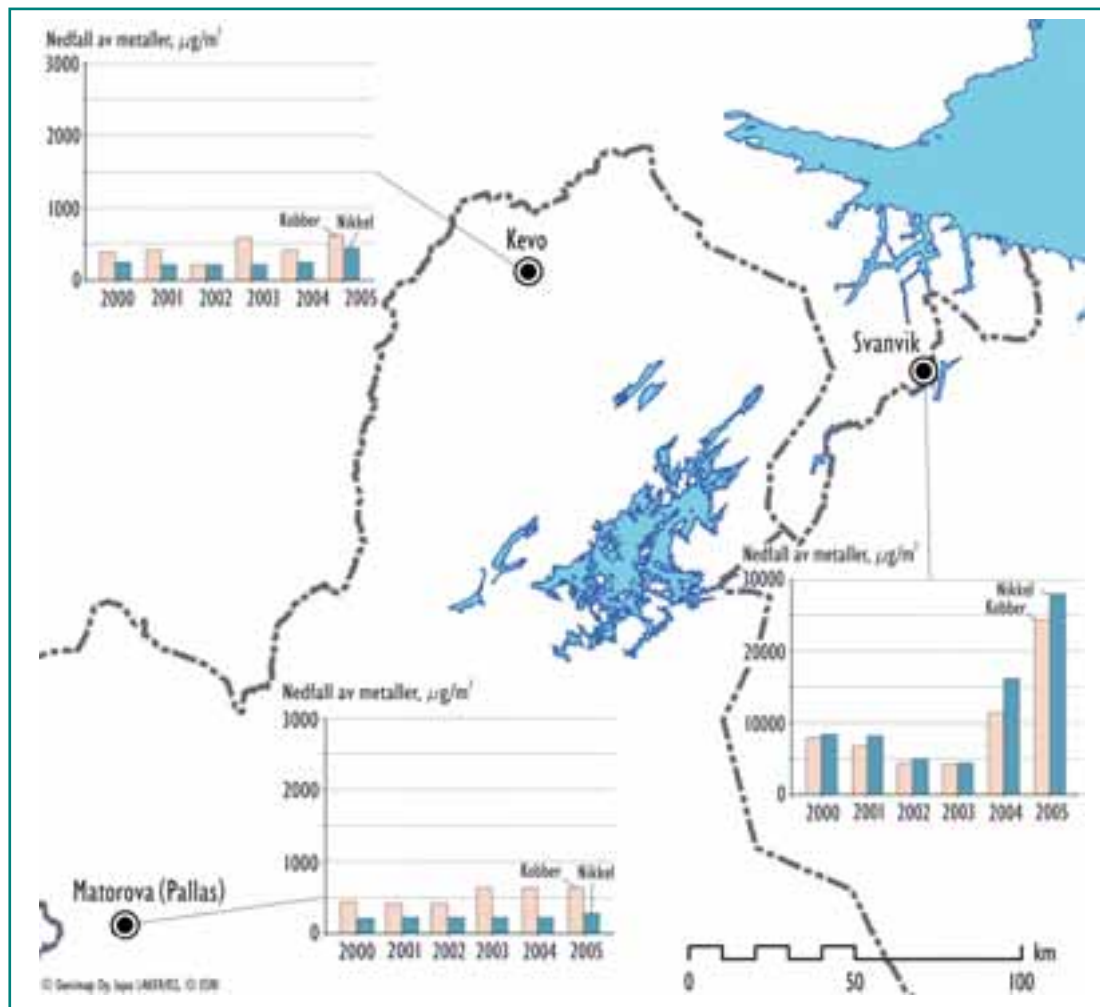 Nedfall av metaller, μg/m²
3000
2000
1000
0
Kobber
Nikkel
2000 2001 2002 2003 2004 2005
Kevo
Svanvik
Nedfall av metaller, μg/m²
30000
20000
10000
0
Nikkel
Kobber
2000 2001 2002 2003 2004 2005
Nedfall av metaller, μg/m²
3000
2000
1000
0
Kobber
Nikkel
2000 2001 2002 2003 2004 2005
Matorova (Pallas)
km
0 50 100